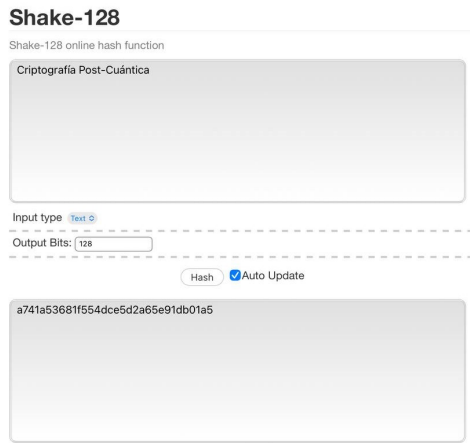 Shake-128
Shake-128 online hash function
Criptografía Post-Cuántica
Input type Text
Output Bits: 128
Hash Auto Update
a741a53681f554dce5d2a65e91db01a5